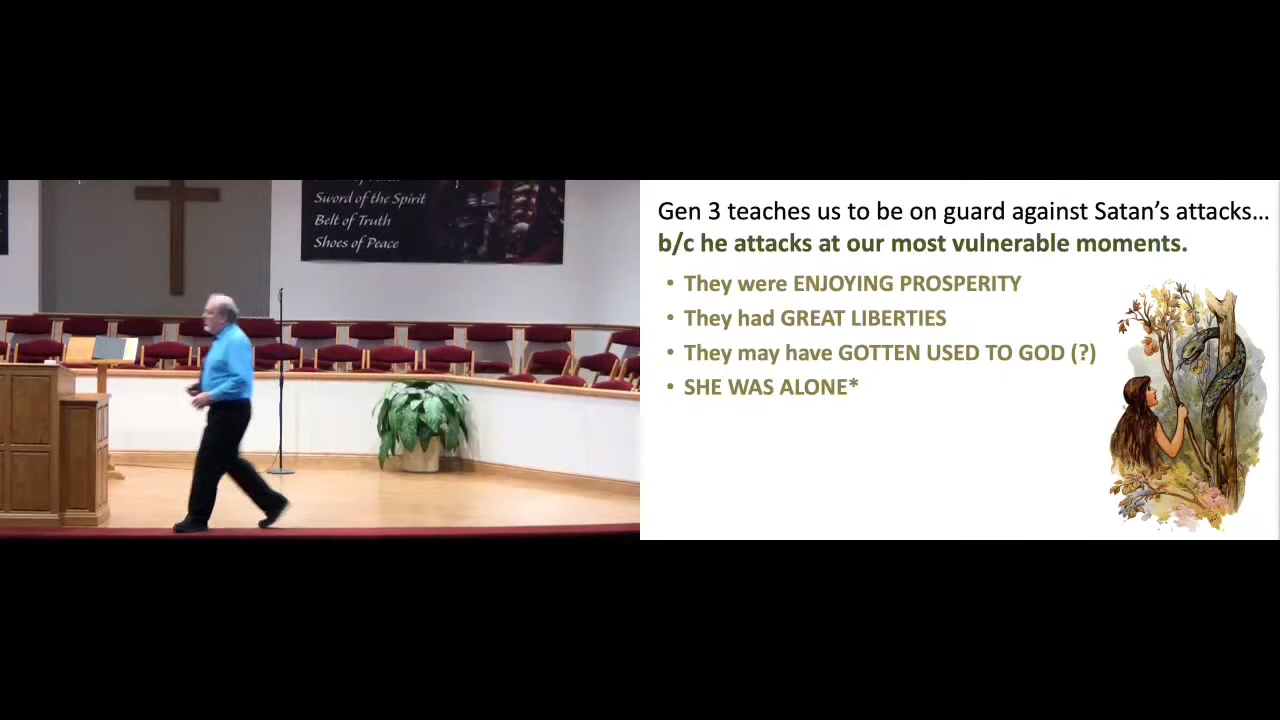 Sword of the Spirit
Belt of Truth
Shoes of Peace
Gen 3 teaches us to be on guard against Satan's attacks…
b/c he attacks at our most vulnerable moments.
• They were ENJOYING PROSPERITY
• They had GREAT LIBERTIES
• They may have GOTTEN USED TO GOD (?)
• SHE WAS ALONE*